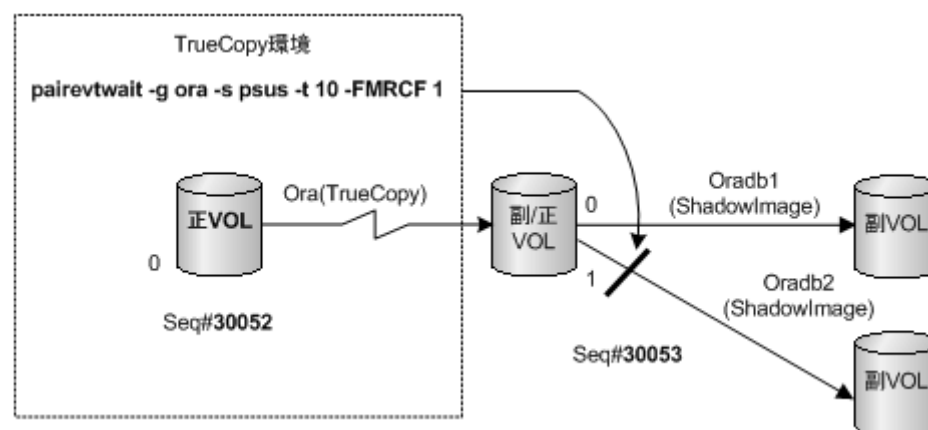 TrueCopy環境
pairevtwait -g ora -s psus -t 10 -FMRCF 1
Ora(TrueCopy)
正VOL
0
Seq#30052
副/正
VOL
0
1
Seq#30053
Oradb1
(ShadowImage)
副VOL
Oradb2
(ShadowImage)
副VOL